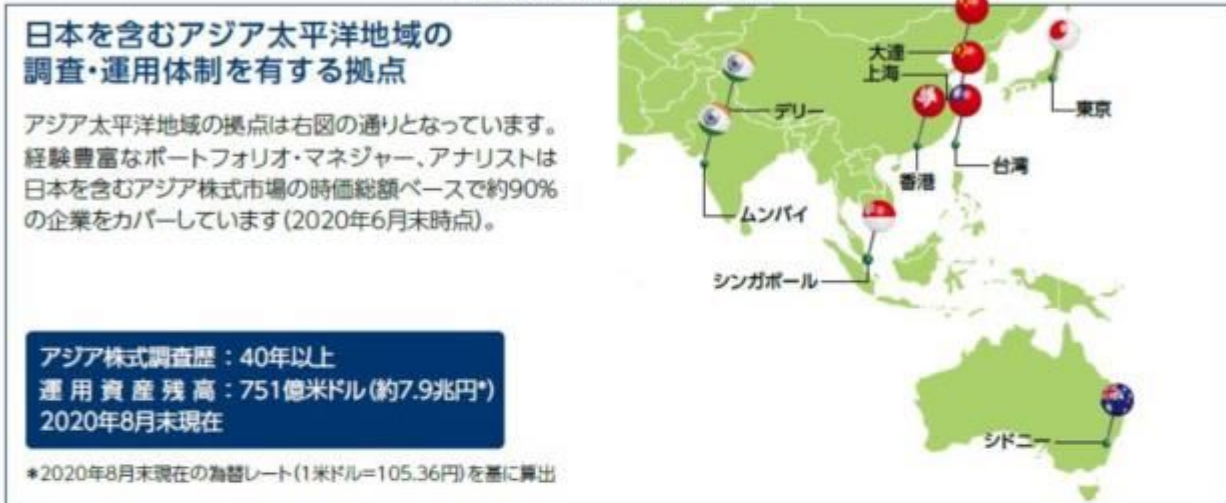 日本を含むアジア太平洋地域の
調査・運用体制を有する拠点
アジア太平洋地域の拠点は右図の通りとなっています。
経験豊富なポートフォリオ・マネジャー、アナリストは
日本を含むアジア株式市場の時価総額ベースで約90%
の企業をカバーしています(2020年6月末時点)。
アジア株式調査歴：40年以上
運用資産残高：751億米ドル(約7.9兆円*)
2020年8月末現在
*2020年8月末現在の為替レート(1米ドル=105.36円)を基に算出
大連
上海
東京
デリー
台湾
香港
ムンバイ
シンガポール
シドニー